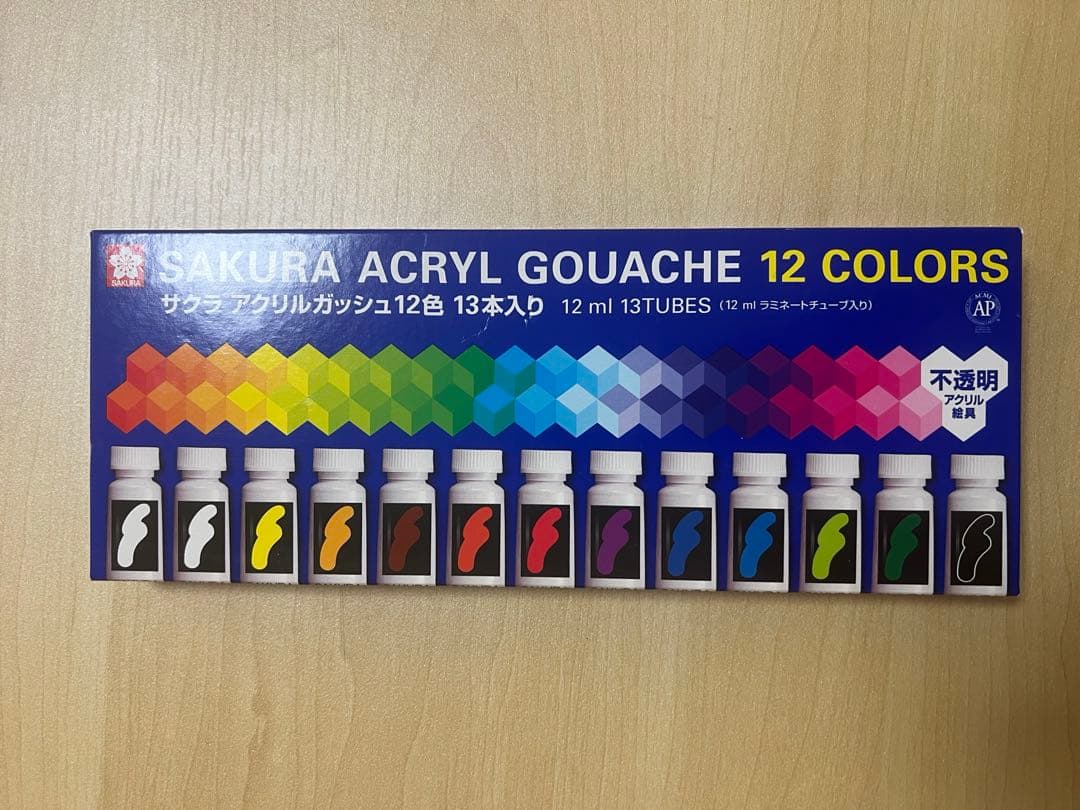 SAKURA
SAKURA ACRYL GOUACHE 12 COLORS
サクラ アクリルガッシュ12色 13本入り 12 ml 13TUBES (12 ml ラミネートチューブ入り)
ACMI
AP
不透明
アクリル
絵具